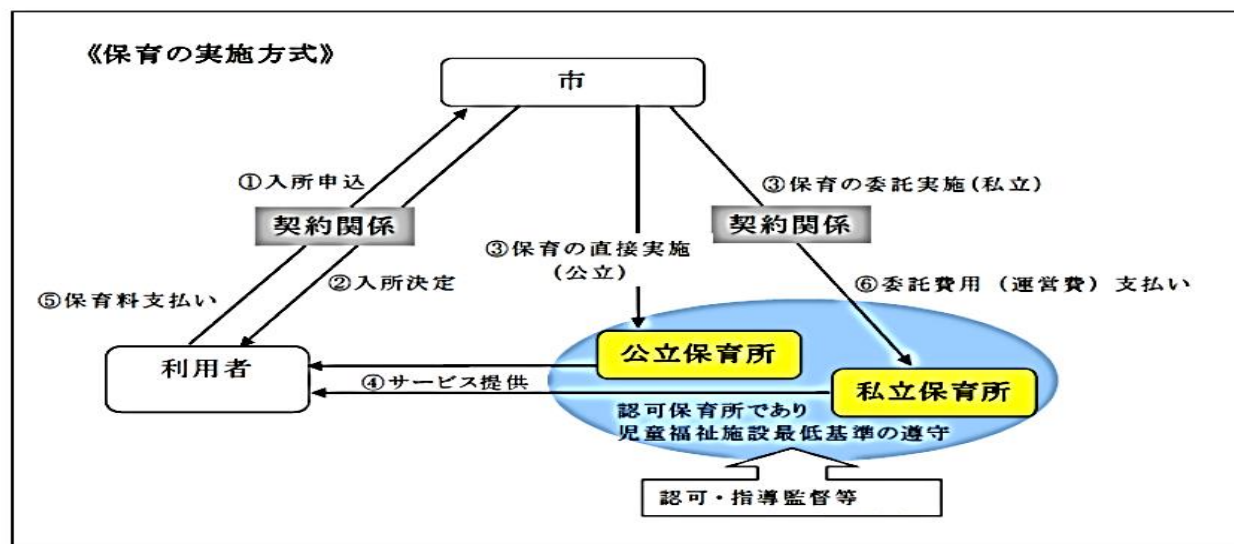 《保育の実施方式》
市
①入所申込
③保育の委託実施(私立)
契約関係
契約関係
③保育の直接実施
(公立)
②入所決定
⑤保育料支払い
⑥委託費用（運営費）支払い
公立保育所
利用者
④サービス提供
私立保育所
認可保育所であり
児童福祉施設最低基準の遵守
認可・指導監督等